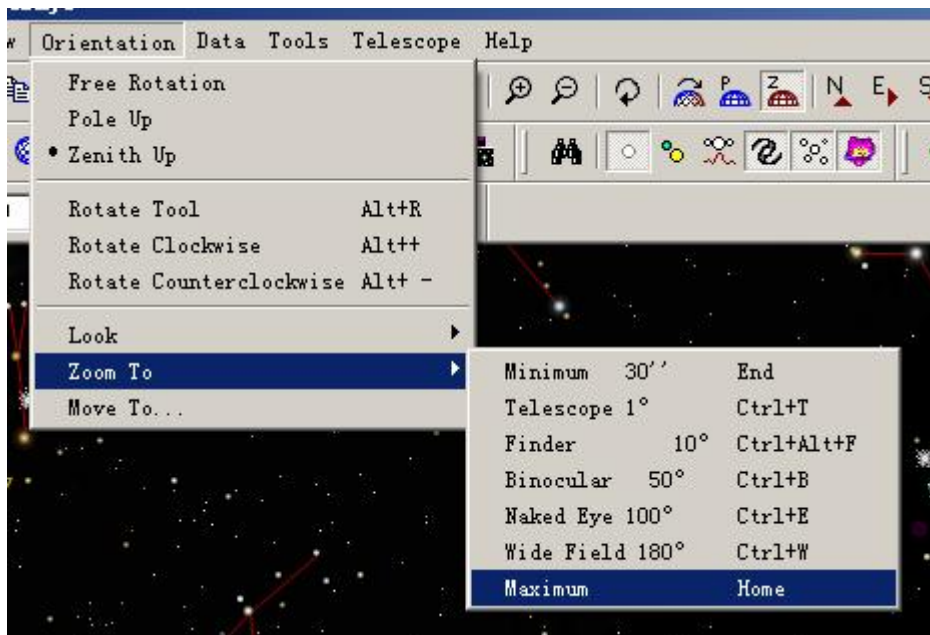 Orientation Data Tools Telescope Help
Free Rotation
Pole Up
• Zenith Up
P Z N E
Rotate Tool Alt+R
Rotate Clockwise Alt++
Rotate Counterclockwise Alt+ -
Look
Zoom To
Move To...
Minimum 30'' End
Telescope 1° Ctrl+T
Finder 10° Ctrl+Alt+F
Binocular 50° Ctrl+B
Naked Eye 100° Ctrl+E
Wide Field 180° Ctrl+W
Maximum Home